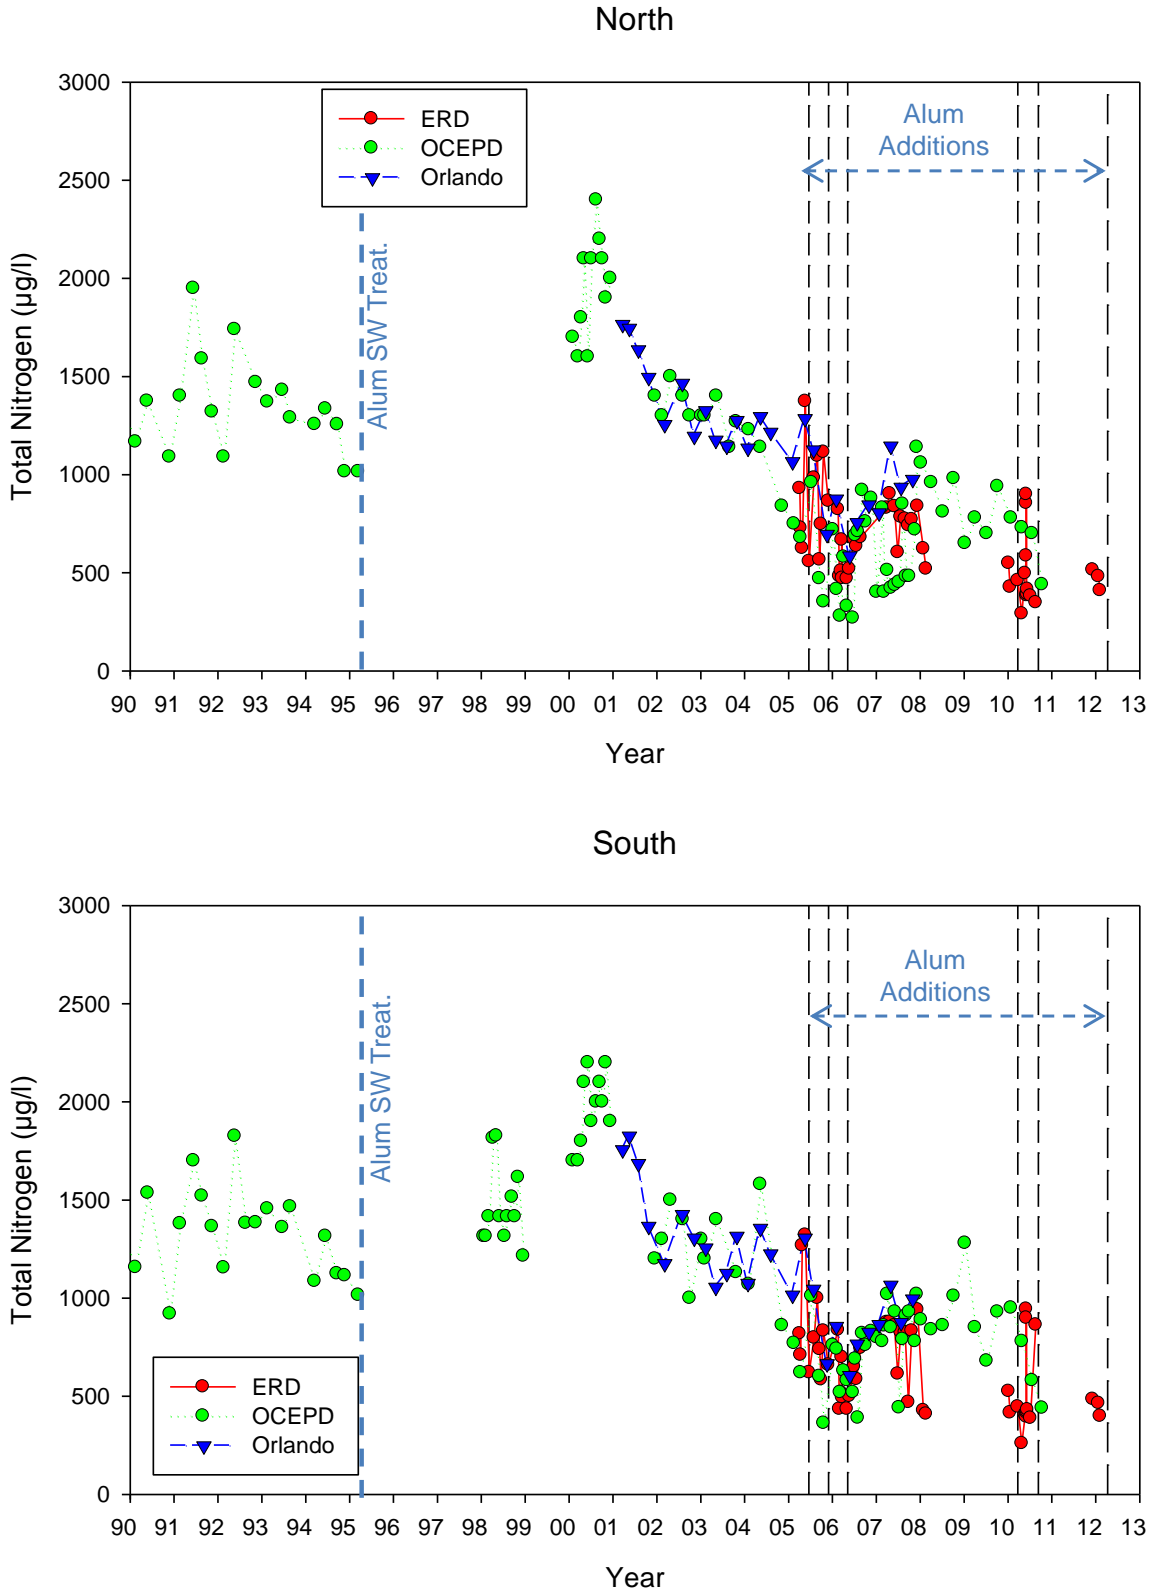 North
3000
2500
2000
1500
1000
500
0
Total Nitrogen (µg/l)
ERD
OCEPD
Orlando
Alum SW Treat.
Alum
Additions
90 91 92 93 94 95 96 97 98 99 00 01 02 03 04 05 06 07 08 09 10 11 12 13
Year
South
3000
2500
2000
1500
1000
500
0
Total Nitrogen (µg/l)
Alum SW Treat.
Alum
Additions
ERD
OCEPD
Orlando
90 91 92 93 94 95 96 97 98 99 00 01 02 03 04 05 06 07 08 09 10 11 12 13
Year